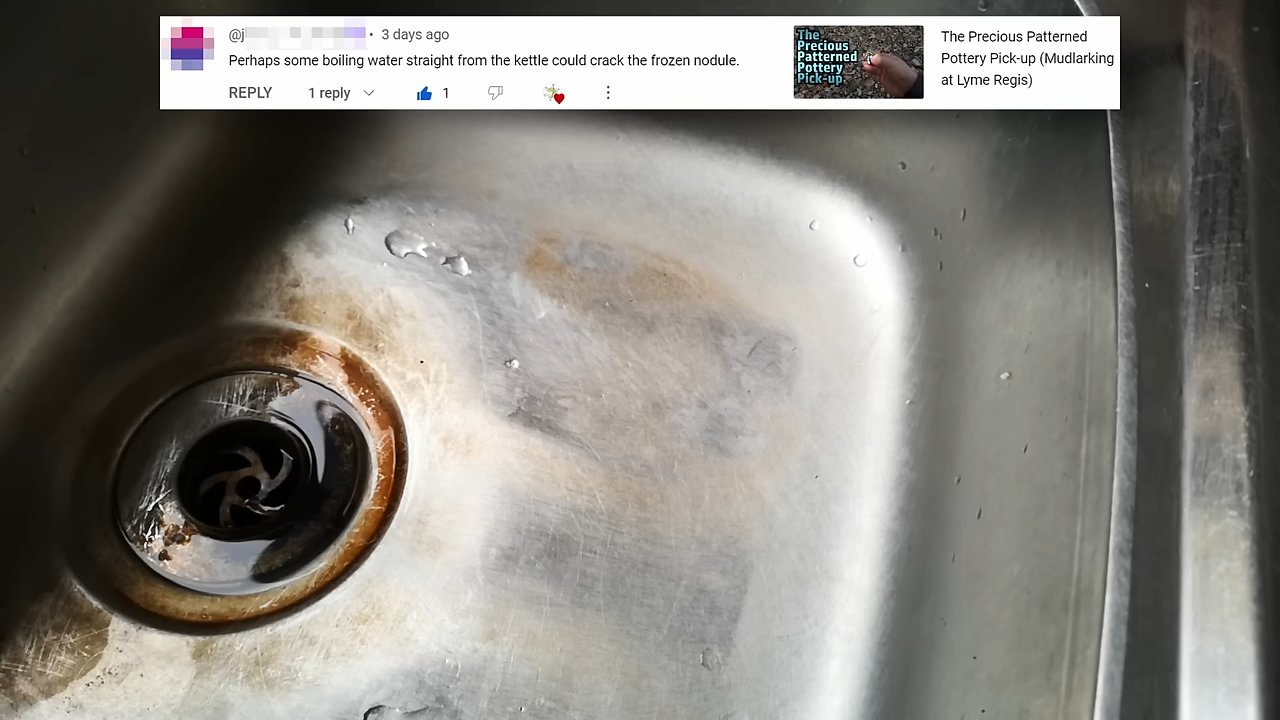 @j
• 3 days ago
Perhaps some boiling water straight from the kettle could crack the frozen nodule.
REPLY
1 reply
1
The
Precious
Patterned
Pottery
Pick-up
The Precious Patterned
Pottery Pick-up (Mudlarking
at Lyme Regis)